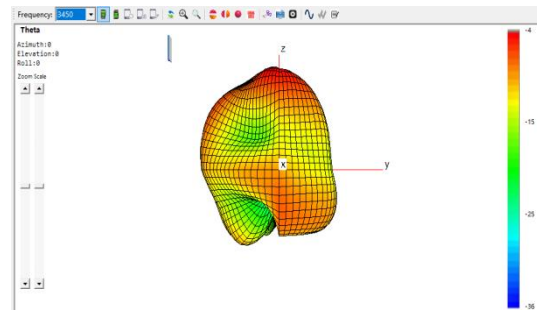 Frequency: 3450
Theta
Azimuth:0
Elevation:0
Roll:0
Zoom Scale
z
x
y
-4
-15
-25
-36